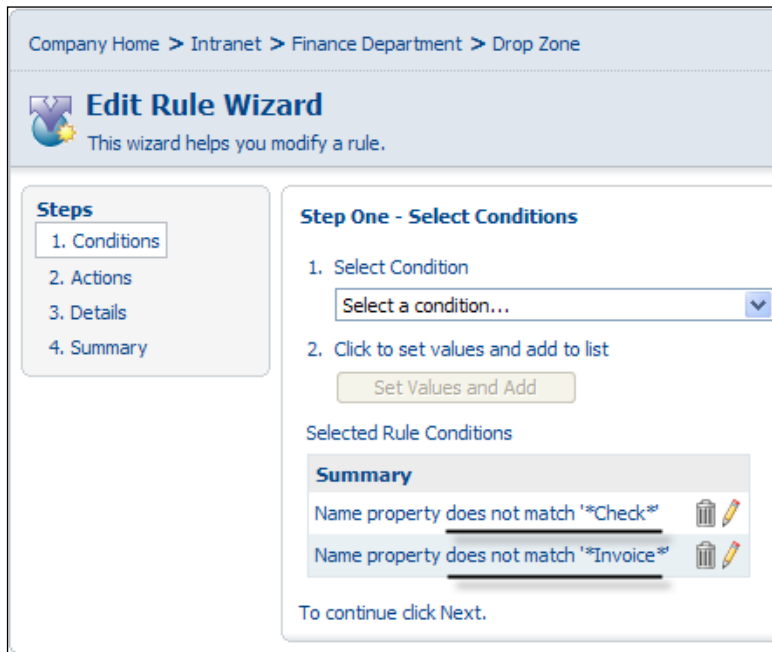 Company Home > Intranet > Finance Department > Drop Zone
Edit Rule Wizard
This wizard helps you modify a rule.
Steps
1. Conditions
2. Actions
3. Details
4. Summary
Step One - Select Conditions
1. Select Condition
Select a condition...
2. Click to set values and add to list
Set Values and Add
Selected Rule Conditions
Summary
Name property does not match '*Check*'
Name property does not match '*Invoice*'
To continue click Next.